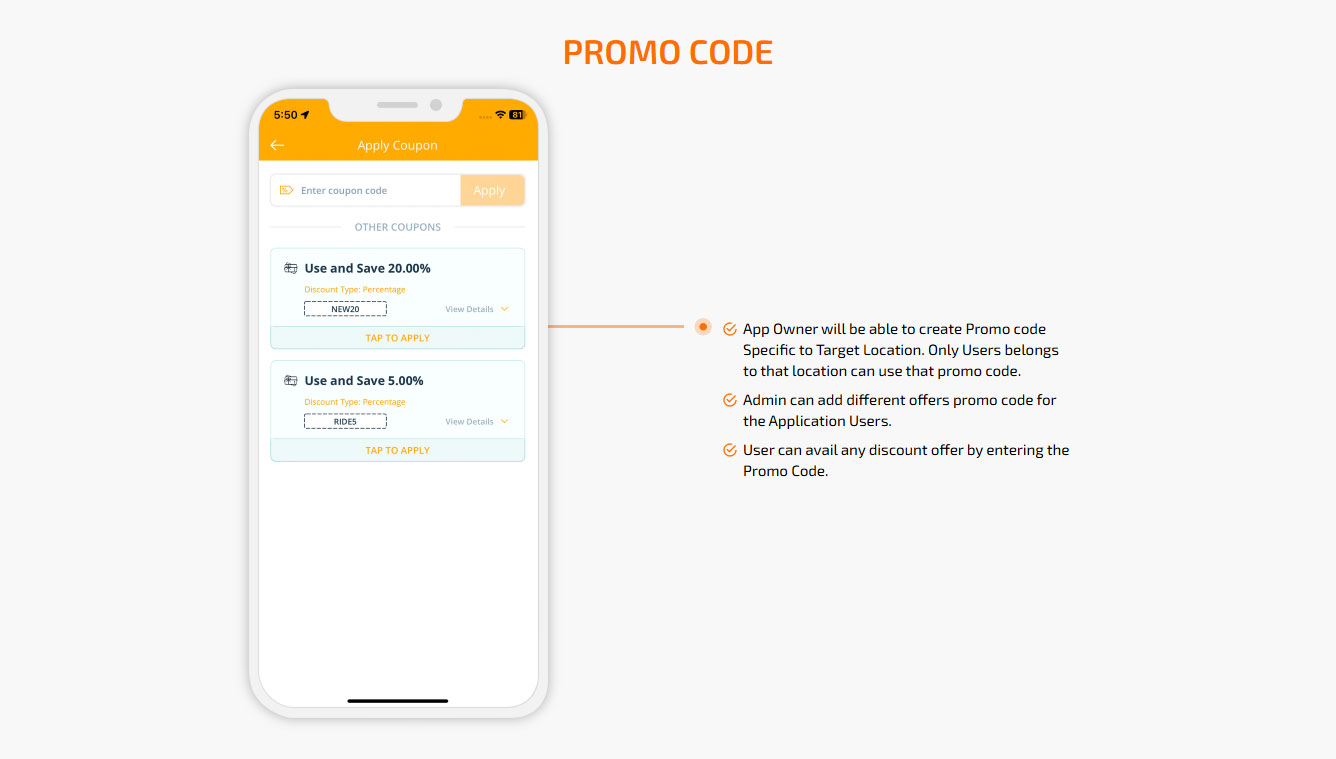 PROMO CODE
5:50
81
Apply Coupon
Enter coupon code
Apply
OTHER COUPONS
Use and Save 20.00%
Discount Type: Percentage
NEW20
View Details
TAP TO APPLY
Use and Save 5.00%
Discount Type: Percentage
RIDE5
View Details
TAP TO APPLY
App Owner will be able to create Promo code
Specific to Target Location. Only Users belongs
to that location can use that promo code.
Admin can add different offers promo code for
the Application Users.
User can avail any discount offer by entering the
Promo Code.